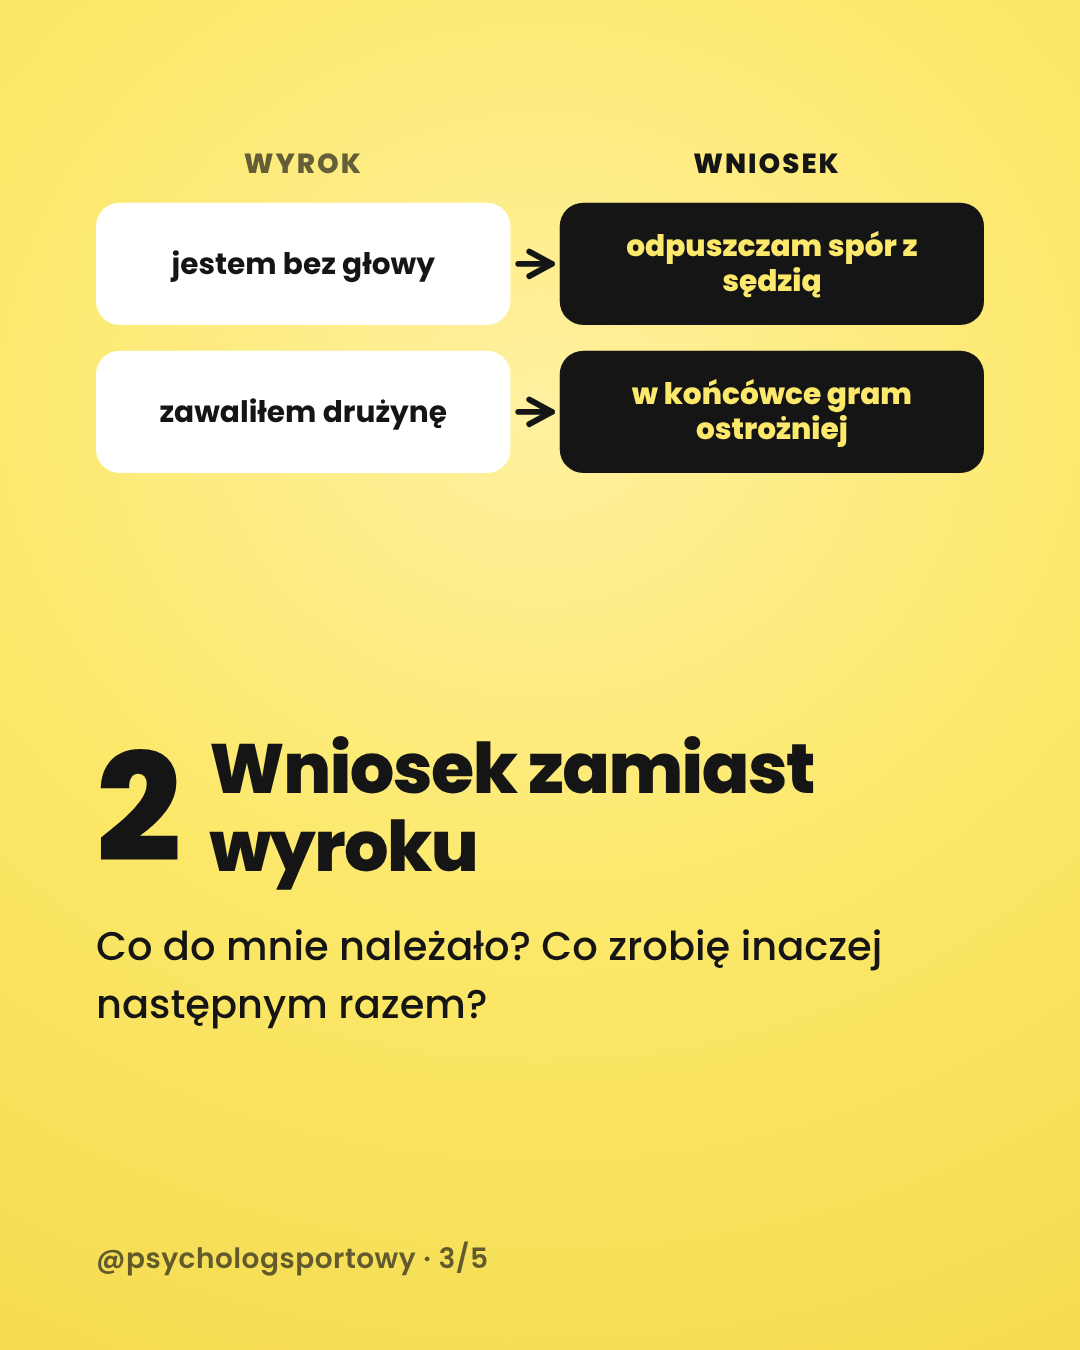 WYROK
WNIOSEK
jestem bez głowy
odpuszczam spór z
sędzią
zawaliłem drużynę
w końcówce gram
ostrożniej
2
Wniosek zamiast
wyroku
Co do mnie należało? Co zrobię inaczej
następnym razem?
@psychologsportowy · 3/5